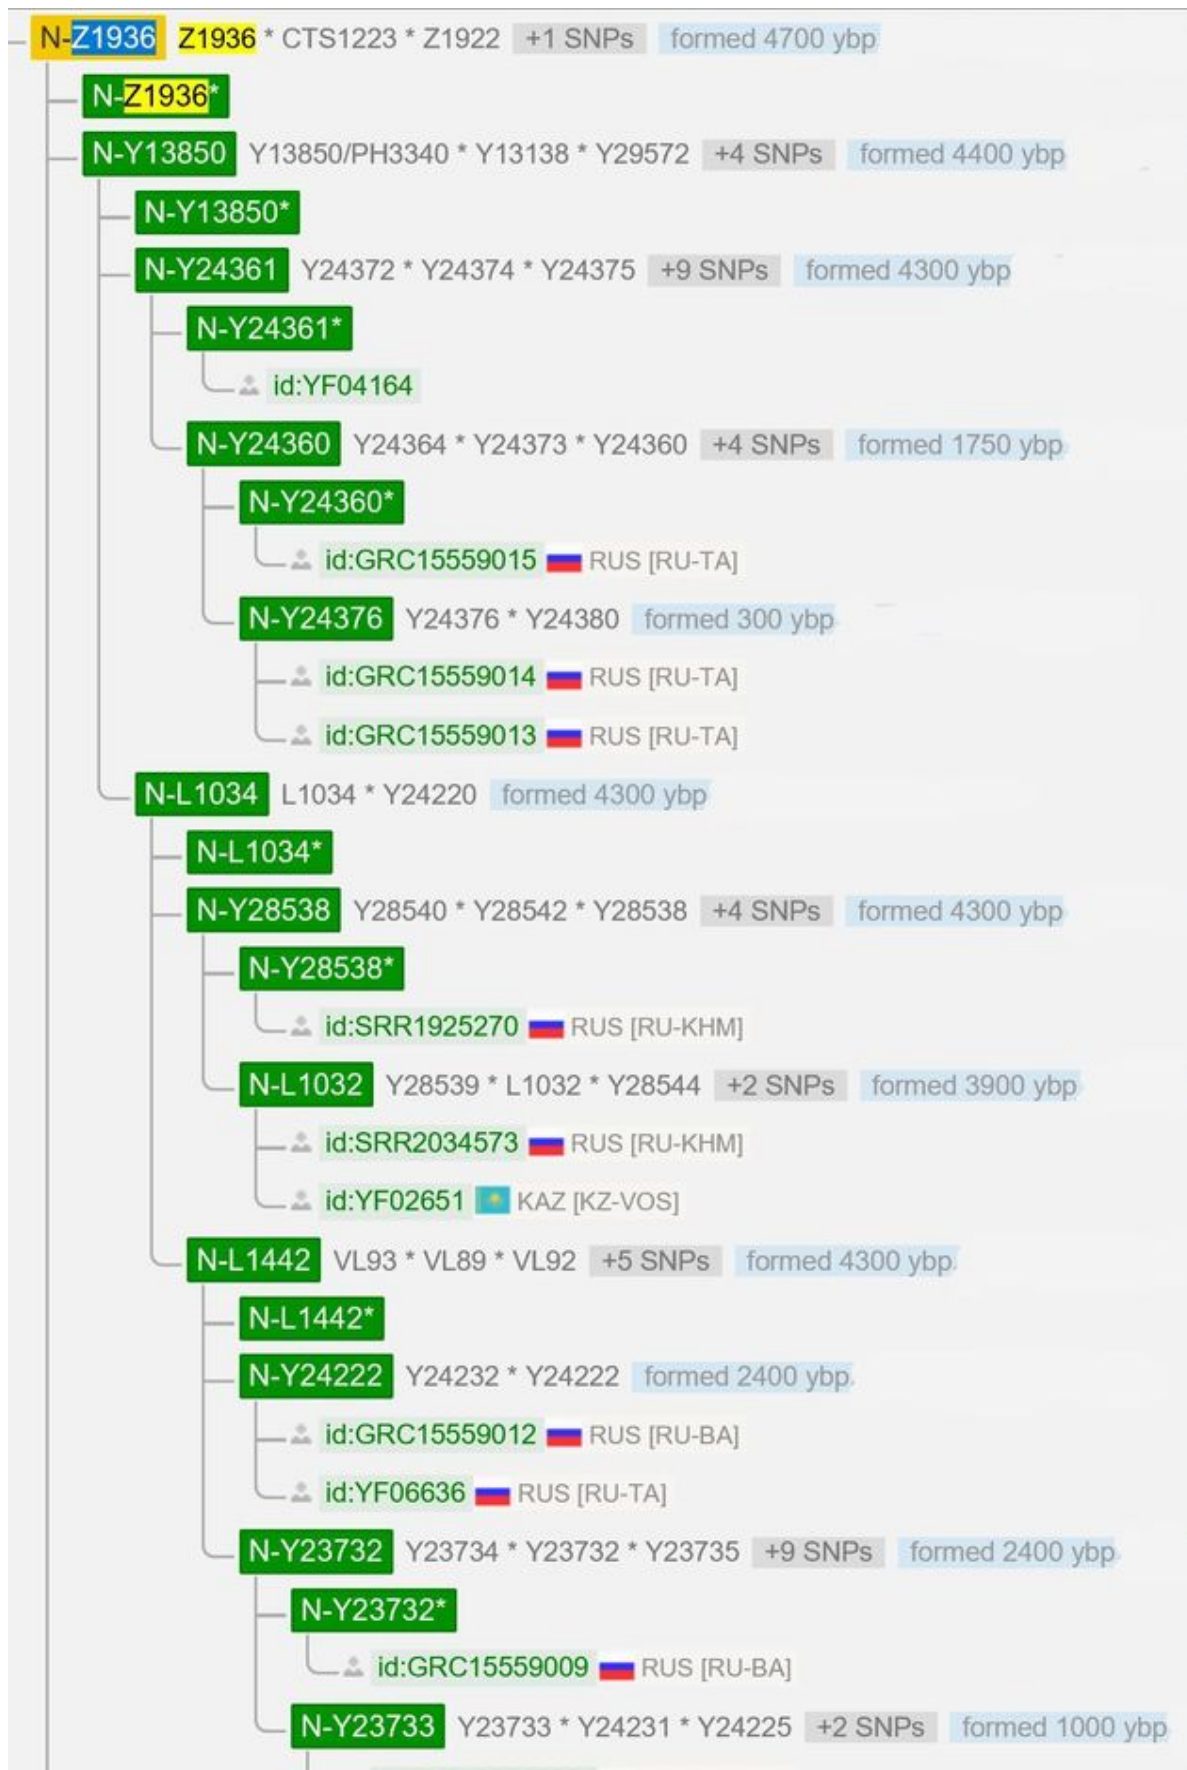 N-Z1936 Z1936 * CTS1223 * Z1922 +1 SNPs formed 4700 ybp
N-Z1936*
N-Y13850 Y13850/PH3340 * Y13138 * Y29572 +4 SNPs formed 4400 ybp
N-Y13850*
N-Y24361 Y24372 * Y24374 * Y24375 +9 SNPs formed 4300 ybp
N-Y24361*
id:YF04164
N-Y24360 Y24364 * Y24373 * Y24360 +4 SNPs formed 1750 ybp
N-Y24360*
id:GRC15559015 RUS [RU-TA]
N-Y24376 Y24376 * Y24380 formed 300 ybp
id:GRC15559014 RUS [RU-TA]
id:GRC15559013 RUS [RU-TA]
N-L1034 L1034 * Y24220 formed 4300 ybp
N-L1034*
N-Y28538 Y28540 * Y28542 * Y28538 +4 SNPs formed 4300 ybp
N-Y28538*
id:SRR1925270 RUS [RU-KHM]
N-L1032 Y28539 * L1032 * Y28544 +2 SNPs formed 3900 ybp
id:SRR2034573 RUS [RU-KHM]
id:YF02651 KAZ [KZ-VOS]
N-L1442 VL93 * VL89 * VL92 +5 SNPs formed 4300 ybp
N-L1442*
N-Y24222 Y24232 * Y24222 formed 2400 ybp
id:GRC15559012 RUS [RU-BA]
id:YF06636 RUS [RU-TA]
N-Y23732 Y23734 * Y23732 * Y23735 +9 SNPs formed 2400 ybp
N-Y23732*
id:GRC15559009 RUS [RU-BA]
N-Y23733 Y23733 * Y24231 * Y24225 +2 SNPs formed 1000 ybp